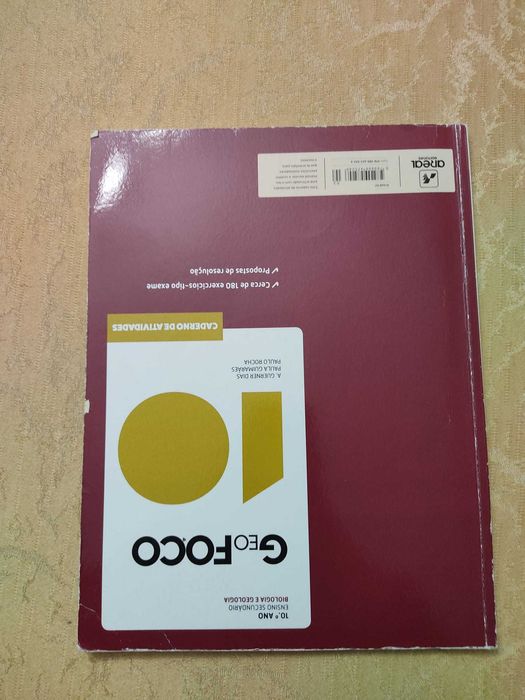 10.º ANO
ENSINO SECUNDÁRIO
BIOLOGIA E GEOLOGIA
GEOFOCO
10
A. GUERNER DIAS
PAULA GUIMARÃES
PAULO ROCHA
CADERNO DE ATIVIDADES
✓ Cerca de 180 exercícios-tipo exame
✓ Propostas de resolução
areal
EDITORES